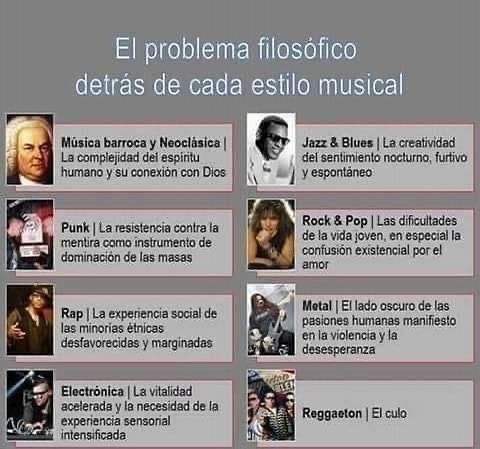 El problema filosófico
detrás de cada estilo musical
Música barroca y Neoclásica |
La complejidad del espíritu
humano y su conexión con Dios
Jazz & Blues | La creatividad
del sentimiento nocturno, furtivo
y espontáneo
Punk | La resistencia contra la
mentira como instrumento de
dominación de las masas
Rock & Pop | Las dificultades
de la vida joven, en especial la
confusión existencial por el
amor
Rap | La experiencia social de
las minorías étnicas
desfavorecidas y marginadas
Metal | El lado oscuro de las
pasiones humanas manifiesto
en la violencia y la
desesperanza
Electrónica | La vitalidad
acelerada y la necesidad de la
experiencia sensorial
intensificada
Reggaeton | El culo